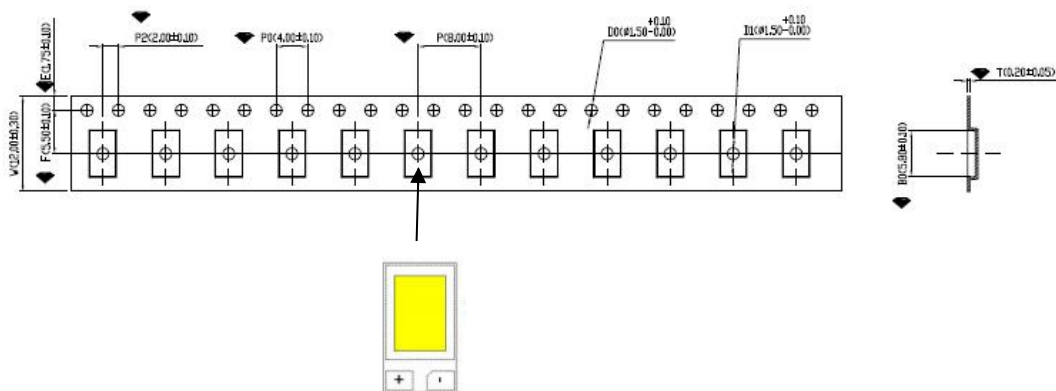 P2(2.00±0.10)
P0(4.00±0.10)
P(8.00±0.10)
+0.10
D0(ø1.50-0.00)
+0.10
D1(ø1.50-0.00)
T(0.20±0.05)
E(1.75±0.10)
F(5.50±0.10)
W(12.00±0.30)
B0(5.80±0.10)
+ -